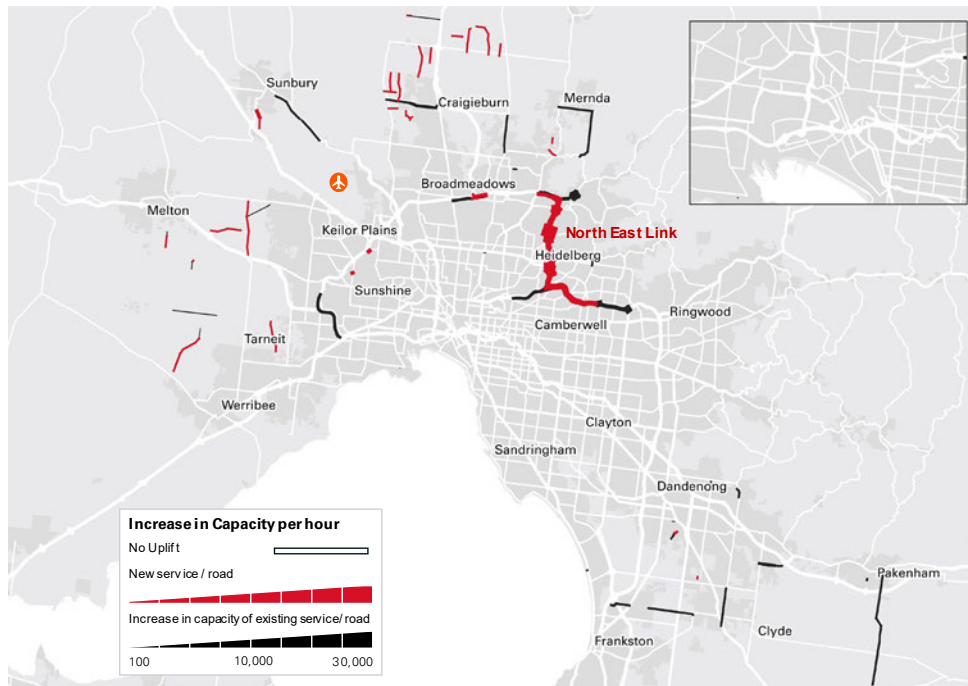 Sunbury
Craigieburn
Mernda
Broadmeadows
Melton
Keilor Plains
North East Link
Heidelberg
Sunshine
Ringwood
Camberwell
Tarneit
Werribee
Clayton
Sandringham
Dandenong
Increase in Capacity per hour
No Uplift
New service / road
Pakenham
Increase in capacity of existing service/ road
Clyde
Frankston
100 10,000 30,000